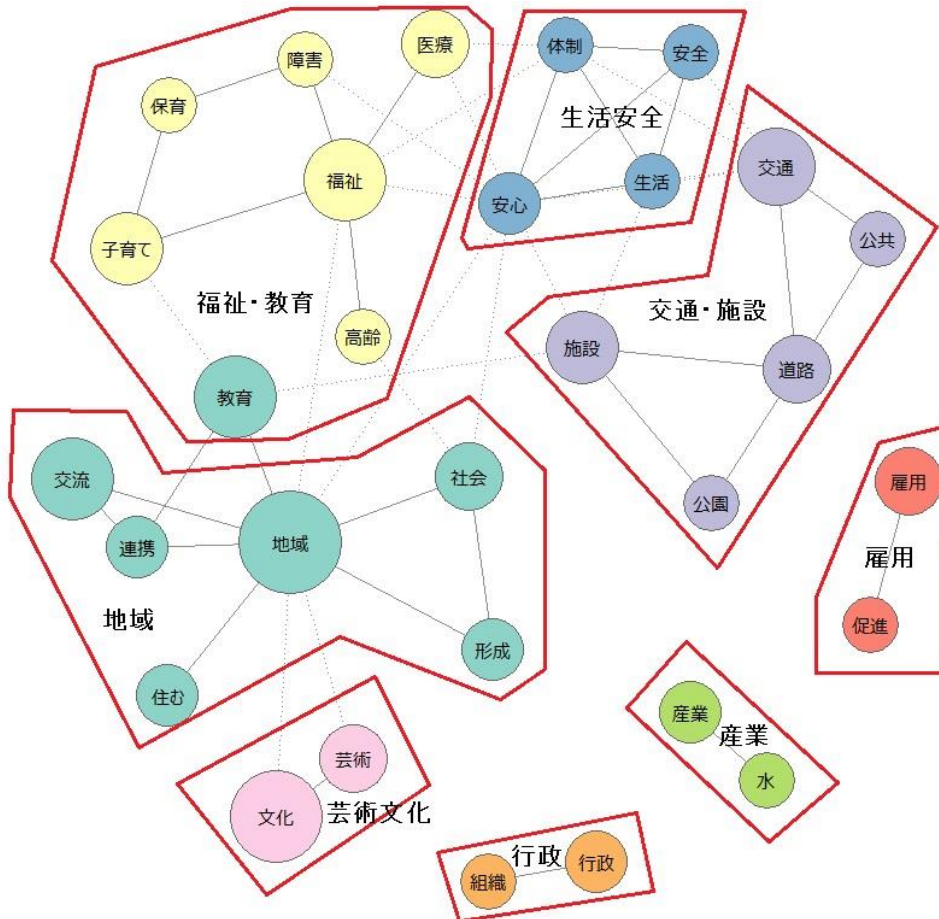 医療
体制
安全
障害
保育
生活安全
福祉
交通
生活
安心
子育て
公共
福祉・教育
交通・施設
高齢
施設
道路
教育
交流
社会
雇用
公園
連携
地域
雇用
地域
促進
形成
住む
産業
産業
芸術
水
文化
芸術文化
行政
行政
組織